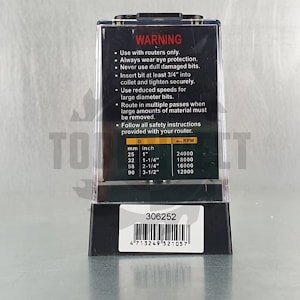 WARNING
• Use with routers only.
• Always wear eye protection.
• Never use dull damaged bits.
• Insert bit at least 3/4" into
collet and tighten securely.
• Use reduced speeds for
large diameter bits.
• Route in multiple passes when
large amounts of material must
be removed.
• Follow all safety instructions
provided with your router.
RPM
mm inch
25 1" 24000
32 1-1/4" 18000
58 2-1/4" 16000
90 3-1/2" 12000
306252
4 713249 321037